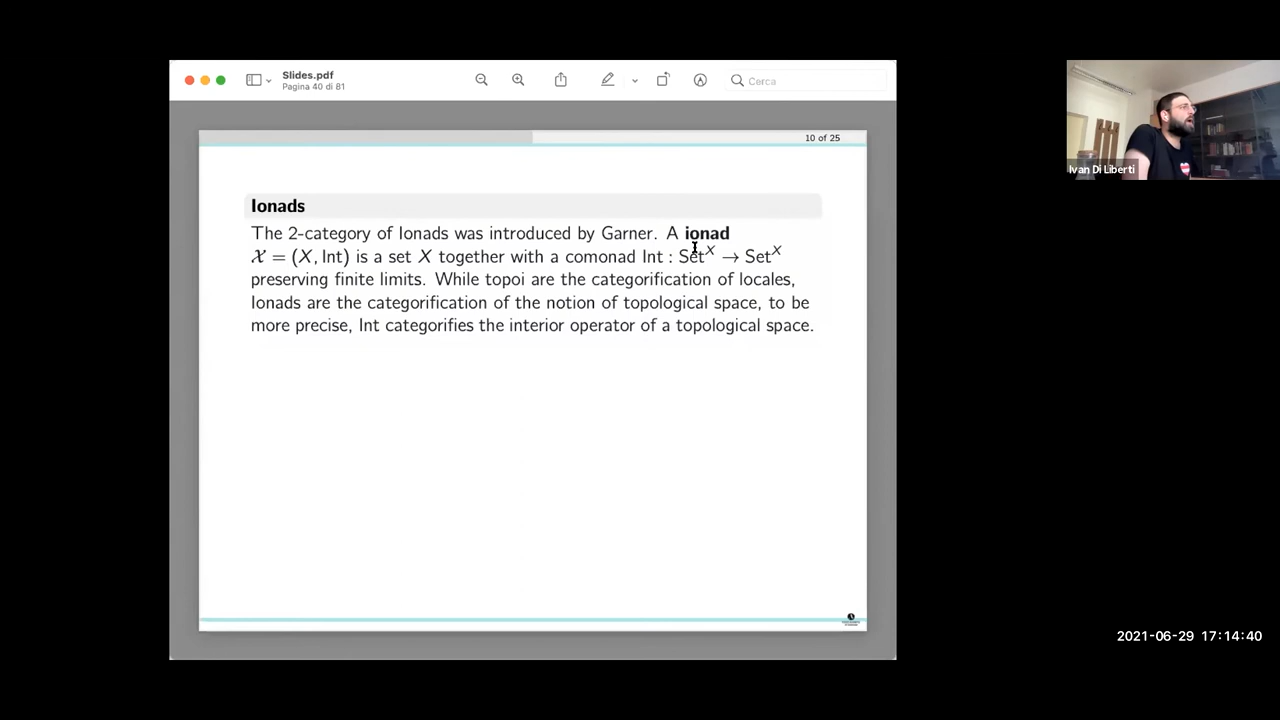 Slides.pdf
Pagina 40 di 81
Cerca
10 of 25
Ionads
The 2-category of Ionads was introduced by Garner. A ionad
𝒳 = (X, Int) is a set X together with a comonad Int : Set^X → Set^X
preserving finite limits. While topoi are the categorification of locales,
Ionads are the categorification of the notion of topological space, to be
more precise, Int categorifies the interior operator of a topological space.
Ivan Di Liberti
2021-06-29 17:14:40